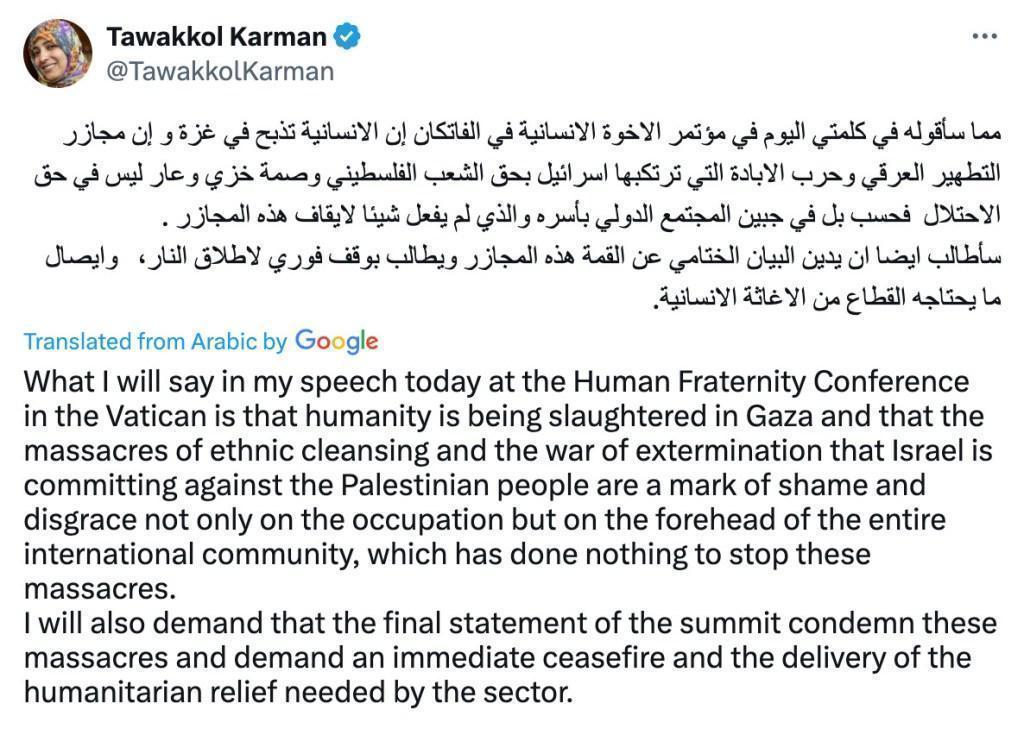 Tawakkol Karman
@TawakkolKarman
مما سأقوله في كلمتي اليوم في مؤتمر الاخوة الانسانية في الفاتكان إن الانسانية تذبح في غزة و إن مجازر
التطهير العرقي وحرب الابادة التي ترتكبها اسرائيل بحق الشعب الفلسطيني وصمة خزي وعار ليس في حق
الاحتلال فحسب بل في جبين المجتمع الدولي بأسره والذي لم يفعل شيئا لايقاف هذه المجازر .
سأطالب ايضا ان يدين البيان الختامي عن القمة هذه المجازر ويطالب بوقف فوري لاطلاق النار، وايصال
ما يحتاجه القطاع من الاغاثة الانسانية.
Translated from Arabic by Google
What I will say in my speech today at the Human Fraternity Conference
in the Vatican is that humanity is being slaughtered in Gaza and that the
massacres of ethnic cleansing and the war of extermination that Israel is
committing against the Palestinian people are a mark of shame and
disgrace not only on the occupation but on the forehead of the entire
international community, which has done nothing to stop these
massacres.
I will also demand that the final statement of the summit condemn these
massacres and demand an immediate ceasefire and the delivery of the
humanitarian relief needed by the sector.